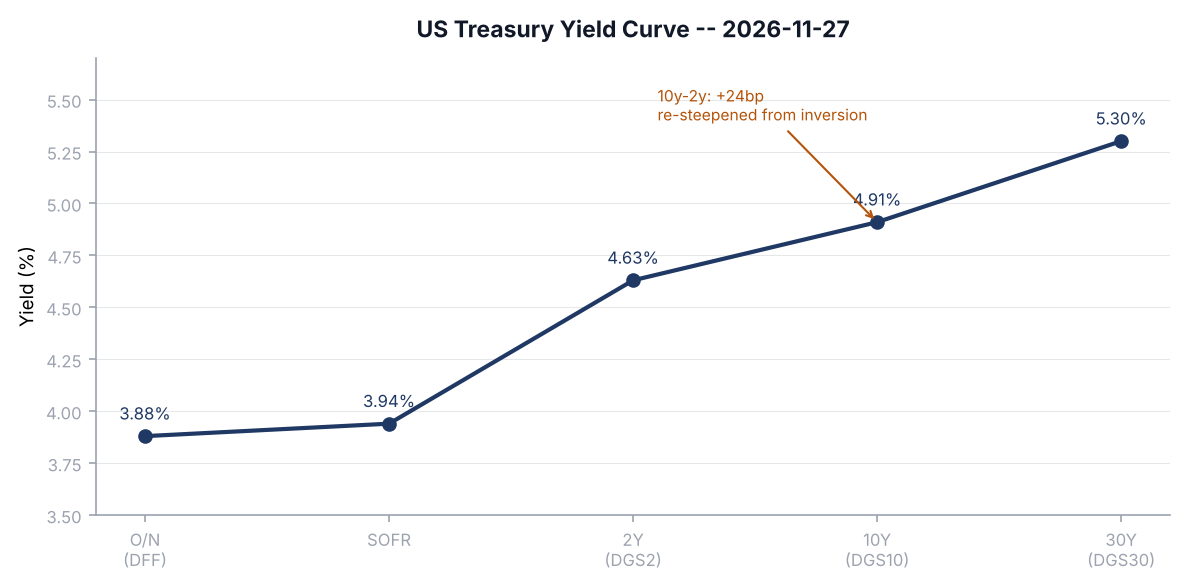 US Treasury Yield Curve -- 2026-11-27
10y-2y: +24bp
re-steepened from inversion
5.50
5.25
5.00
4.75
4.50
4.25
4.00
3.75
3.50
Yield (%)
3.88%
3.94%
4.63%
4.91%
5.30%
O/N
(DFF)
SOFR
2Y
(DGS2)
10Y
(DGS10)
30Y
(DGS30)